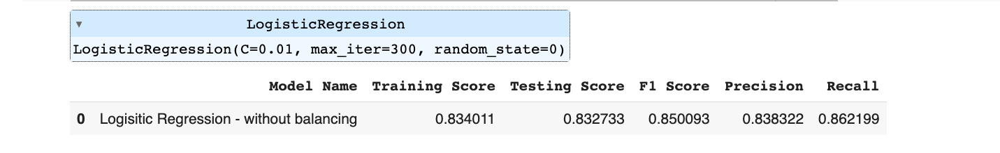 LogisticRegression
LogisticRegression(C=0.01, max_iter=300, random_state=0)
Model Name Training Score Testing Score F1 Score Precision Recall
0 Logisitic Regression - without balancing 0.834011 0.832733 0.850093 0.838322 0.862199